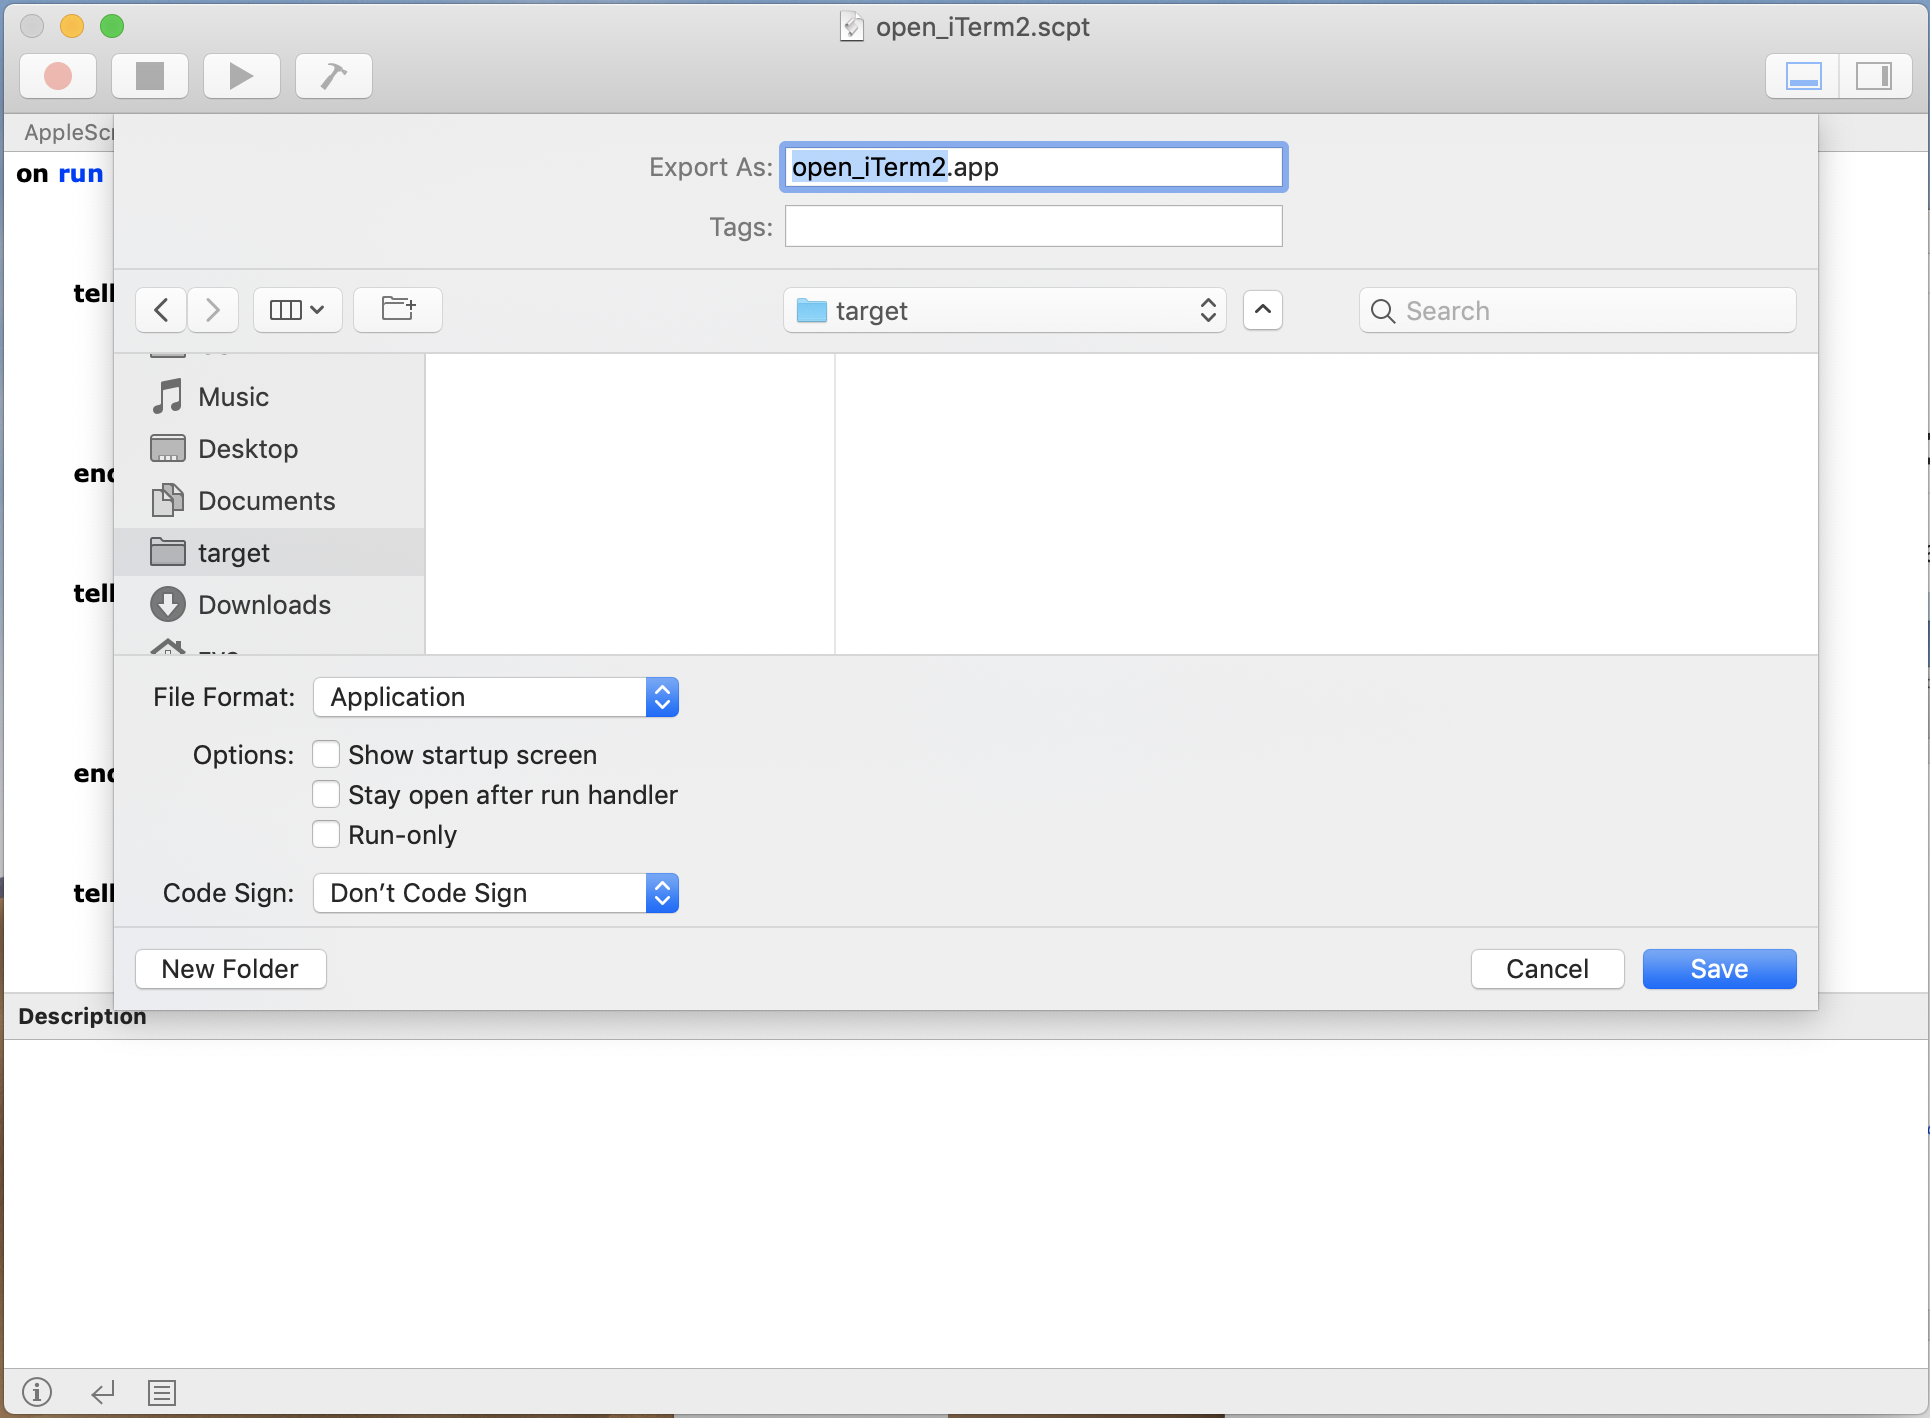 open_iTerm2.scpt
AppleScr
on run
tell
end
tell
end
tell
Export As: open_iTerm2.app
Tags:
target
Search
Music
Desktop
Documents
target
Downloads
File Format: Application
Options: Show startup screen
Stay open after run handler
Run-only
Code Sign: Don’t Code Sign
New Folder
Cancel
Save
Description